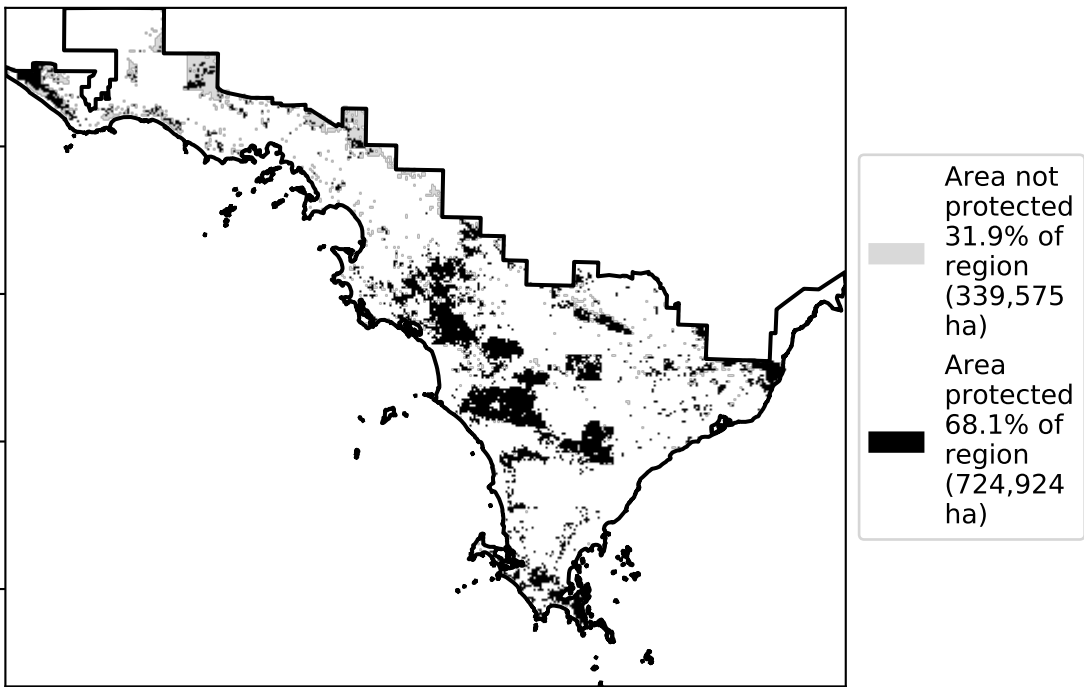 Area not
protected
31.9% of
region
(339,575
ha)
Area
protected
68.1% of
region
(724,924
ha)